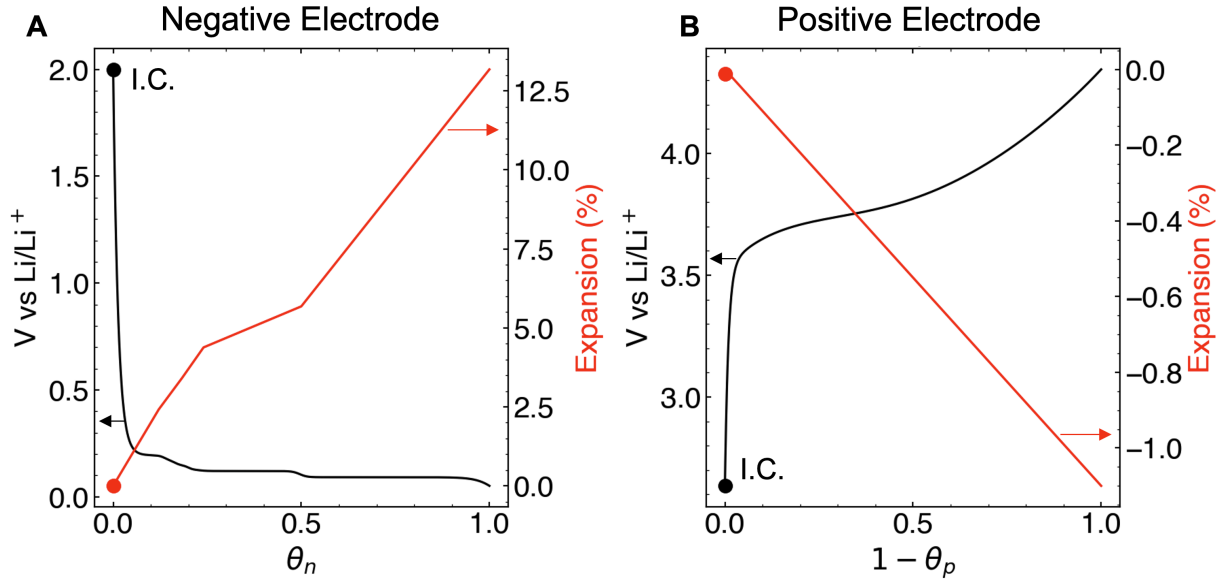 A
Negative Electrode
I.C.
V vs Li/Li⁺
2.0
1.5
1.0
0.5
0.0
0.0
0.5
1.0
θₙ
12.5
10.0
7.5
5.0
2.5
0.0
Expansion (%)
B
Positive Electrode
I.C.
V vs Li/Li⁺
4.0
3.5
3.0
0.0
0.5
1.0
1 − θₚ
0.0
−0.2
−0.4
−0.6
−0.8
−1.0
Expansion (%)